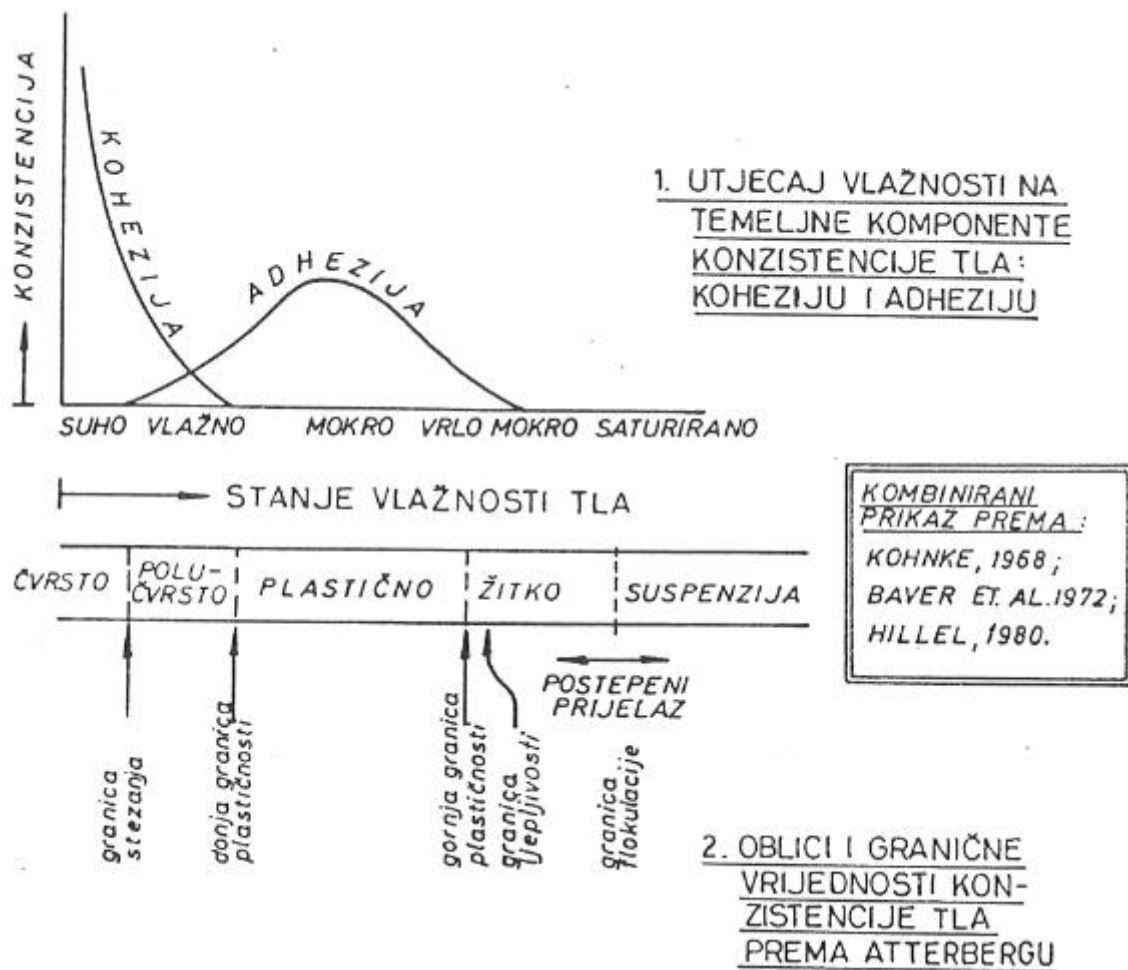 KONZISTENCIJA
KOHEZIJA
ADHEZIJA
1. UTJECAJ VLAŽNOSTI NA
TEMELJNE KOMPONENTE
KONZISTENCIJE TLA:
KOHEZIJU I ADHEZIJU
SUHO VLAŽNO MOKRO VRLO MOKRO SATURIRANO
STANJE VLAŽNOSTI TLA
KOMBINIRANI
PRIKAZ PREMA:
KOHNKE, 1968;
BAVER ET. AL. 1972;
HILLEL, 1980.
ČVRSTO
POLU-
ČVRSTO
PLASTIČNO
ŽITKO
SUSPENZIJA
POSTEPENI
PRIJELAZ
granica
stezanja
donja granica
plastičnosti
gornja granica
plastičnosti
granica
ljepljivosti
granica
flokulacije
2. OBLICI I GRANIČNE
VRIJEDNOSTI KON-
ZISTENCIJE TLA
PREMA ATTERBERGU